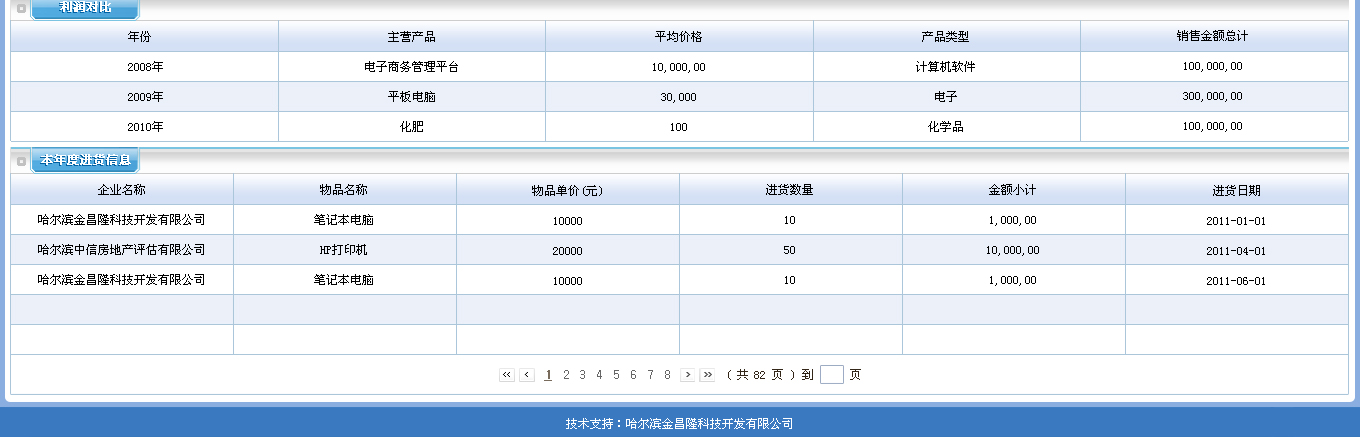 利润对比
年份 主营产品 平均价格 产品类型 销售金额总计
2008年 电子商务管理平台 10,000,00 计算机软件 100,000,00
2009年 平板电脑 30,000 电子 300,000,00
2010年 化肥 100 化学品 100,000,00
本年度进货信息
企业名称 物品名称 物品单价(元) 进货数量 金额小计 进货日期
哈尔滨金昌隆科技开发有限公司 笔记本电脑 10000 10 1,000,00 2011-01-01
哈尔滨中信房地产评估有限公司 HP打印机 20000 50 10,000,00 2011-04-01
哈尔滨金昌隆科技开发有限公司 笔记本电脑 10000 10 1,000,00 2011-06-01
1 2 3 4 5 6 7 8 ( 共 82 页 ) 到 页
技术支持：哈尔滨金昌隆科技开发有限公司